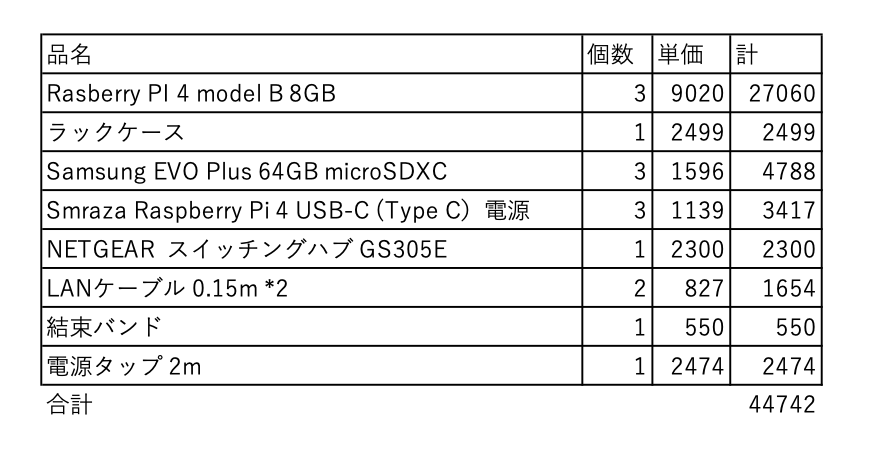 品名 個数 単価 計
Rasberry PI 4 model B 8GB 3 9020 27060
ラックケース 1 2499 2499
Samsung EVO Plus 64GB microSDXC 3 1596 4788
Smraza Raspberry Pi 4 USB-C (Type C) 電源 3 1139 3417
NETGEAR スイッチングハブ GS305E 1 2300 2300
LANケーブル 0.15m *2 2 827 1654
結束バンド 1 550 550
電源タップ 2m 1 2474 2474
合計 44742